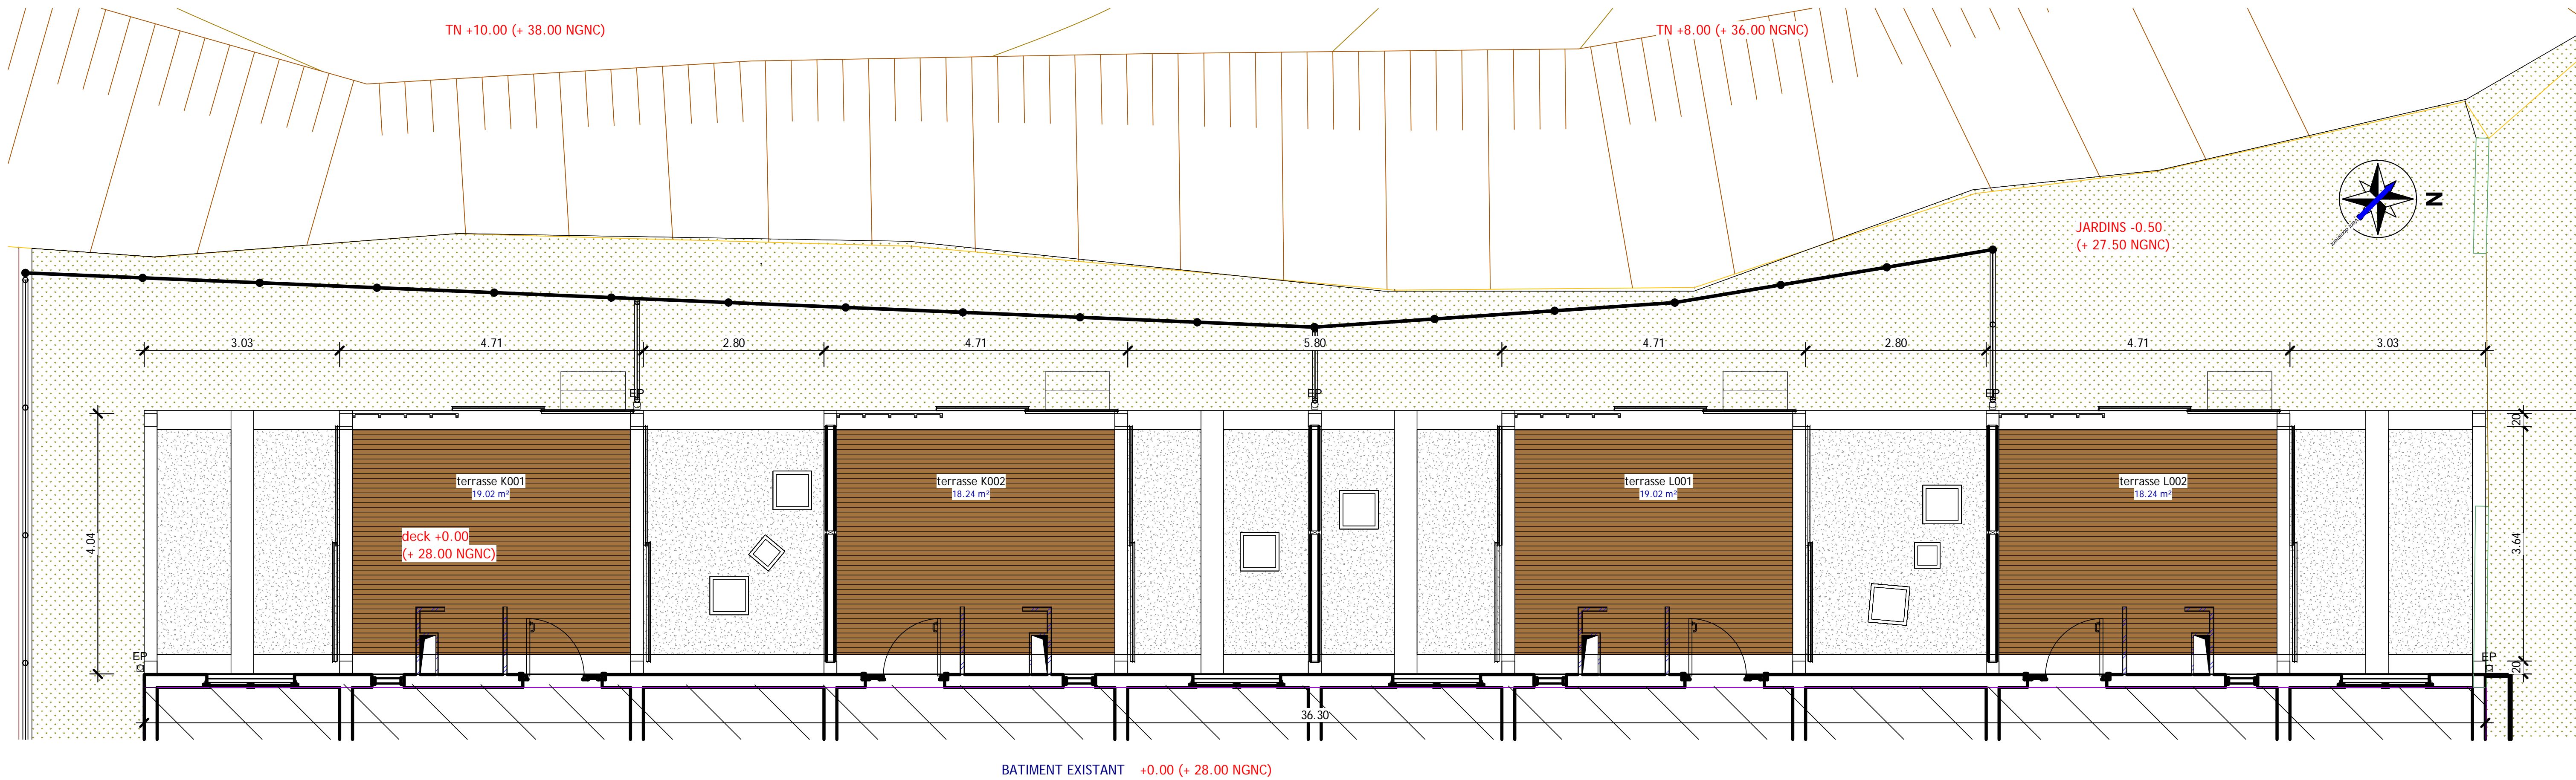 TN +10.00 (+ 38.00 NGNC)
TN +8.00 (+ 36.00 NGNC)
N
JARDINS -0.50
(+ 27.50 NGNC)
3.03
4.71
2.80
4.71
5.80
4.71
2.80
4.71
3.03
EP
EP
EP
20
terrasse K001
19.02 m²
terrasse K002
18.24 m²
terrasse L001
19.02 m²
terrasse L002
18.24 m²
deck +0.00
(+ 28.00 NGNC)
4.04
3.64
EP
EP
20
36.30
BATIMENT EXISTANT +0.00 (+ 28.00 NGNC)